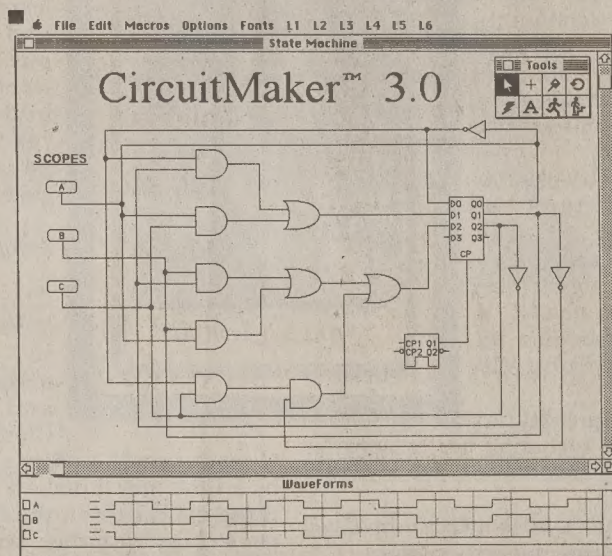 File Edit Macros Options Fonts L1 L2 L3 L4 L5 L6
State Machine
CircuitMaker™ 3.0
Tools
A
SCOPES
A
B
C
D0 Q0
D1 Q1
D2 Q2
D3 Q3
CP
CP1 Q1
CP2 Q2
WaveForms
A
B
C